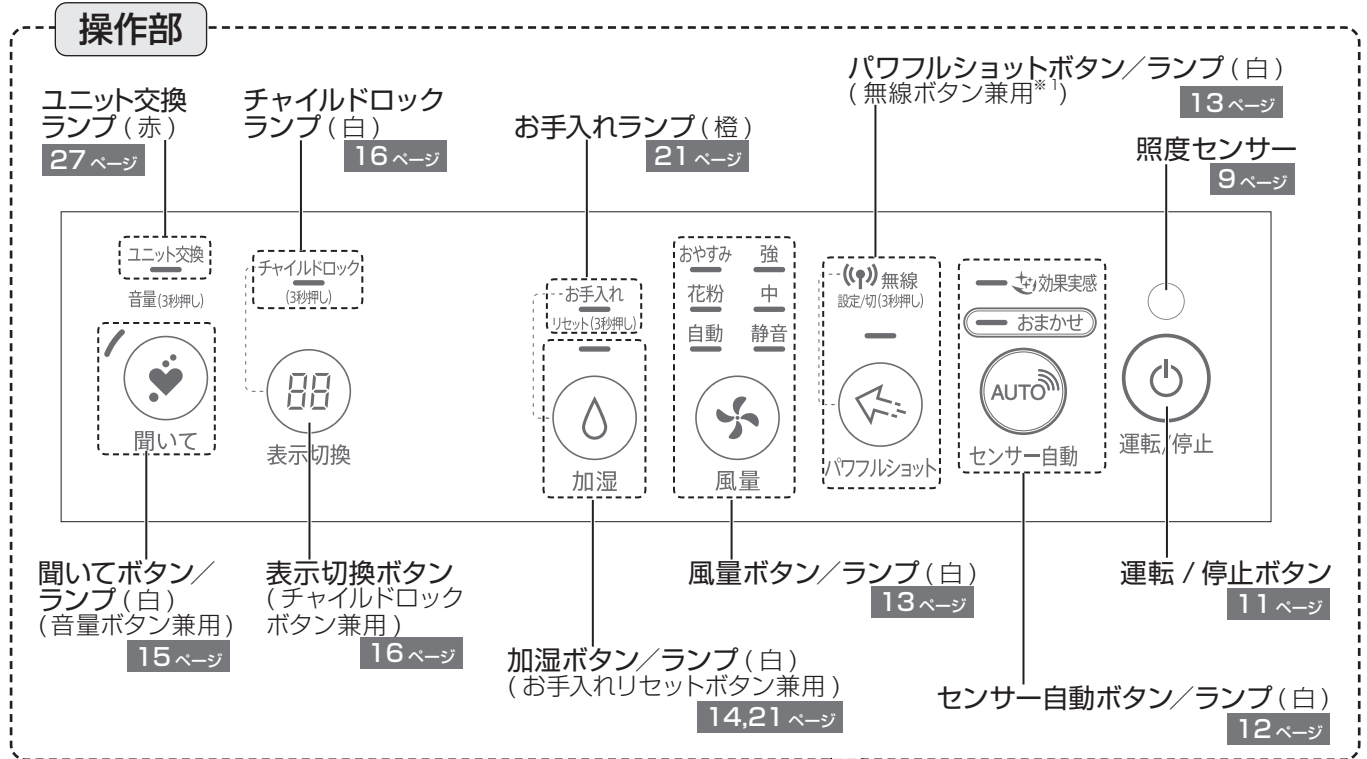 操作部
ユニット交換
ランプ(赤)
27ページ
チャイルドロック
ランプ(白)
16ページ
お手入れランプ(橙)
21ページ
パワフルショットボタン／ランプ(白)
(無線ボタン兼用※1)
13ページ
照度センサー
9ページ
ユニット交換
音量(3秒押し)
聞いて
チャイルドロック
(3秒押し)
88
表示切換
お手入れ
リセット(3秒押し)
加湿
おやすみ 強
花粉 中
自動 静音
風量
無線
設定/切(3秒押し)
パワフルショット
効果実感
おまかせ
AUTO
センサー自動
運転/停止
聞いてボタン／
ランプ(白)
(音量ボタン兼用)
15ページ
表示切換ボタン
(チャイルドロック
ボタン兼用)
16ページ
加湿ボタン／ランプ(白)
(お手入れリセットボタン兼用)
14,21ページ
風量ボタン／ランプ(白)
13ページ
センサー自動ボタン／ランプ(白)
12ページ
運転/停止ボタン
11ページ